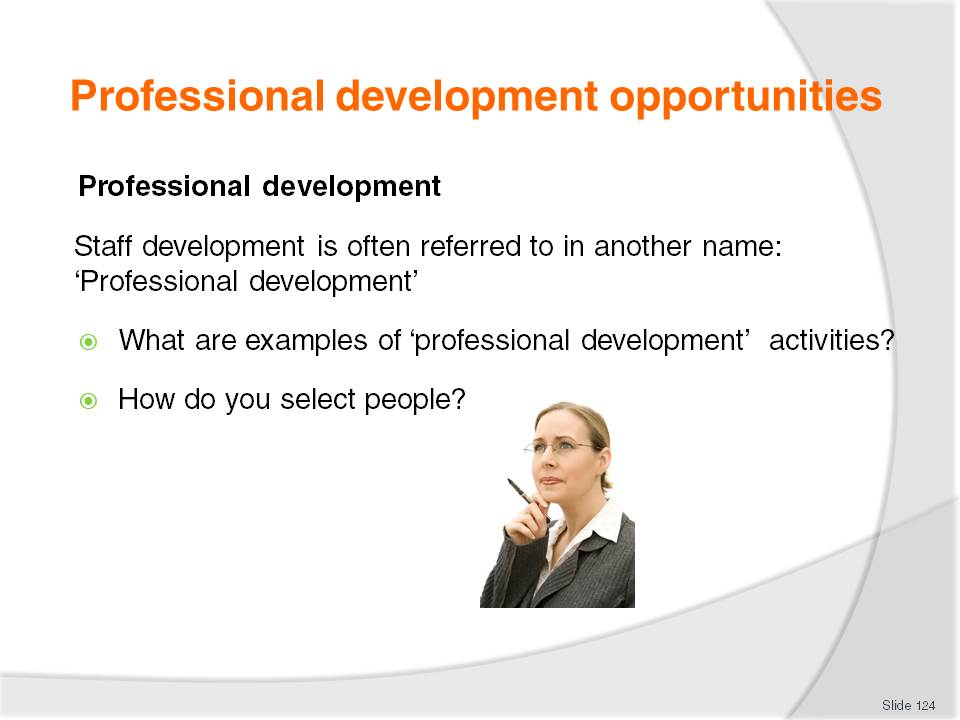 Professional development opportunities
Professional development
Staff development is often referred to in another name:
‘Professional development’
What are examples of ‘professional development’  activities?
How do you select people?
Slide 124